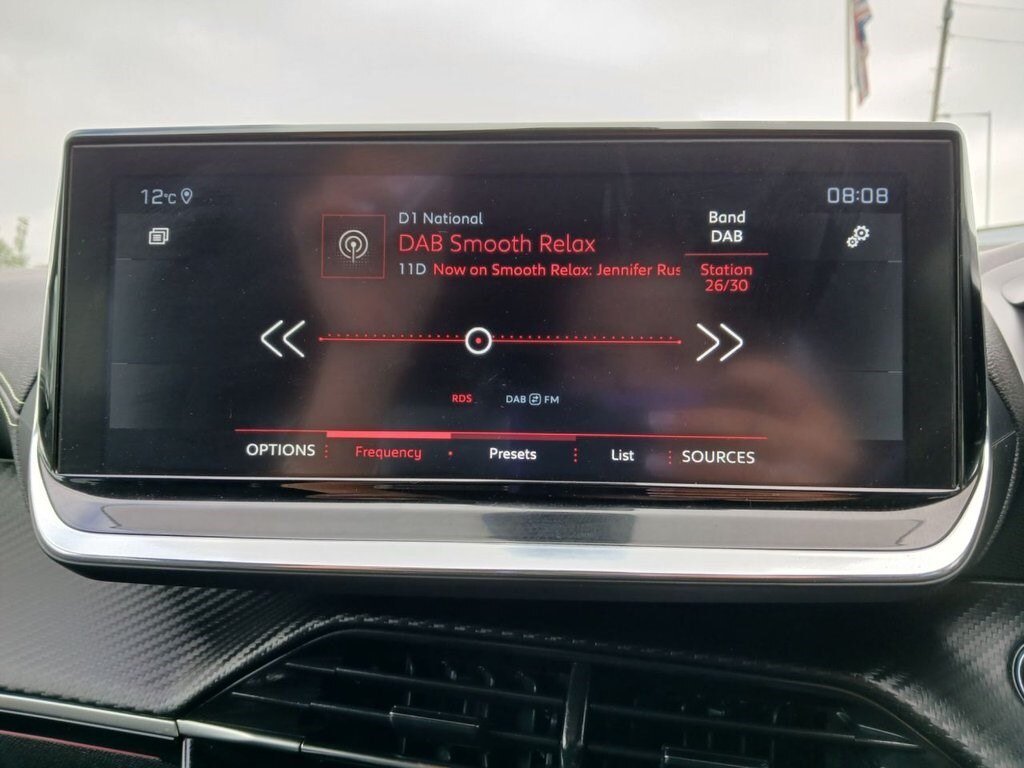 12°C
08:08
D1 National
DAB Smooth Relax
11D Now on Smooth Relax: Jennifer Rus
Band
DAB
Station
26/30
RDS
DAB FM
OPTIONS
Frequency
Presets
List
SOURCES